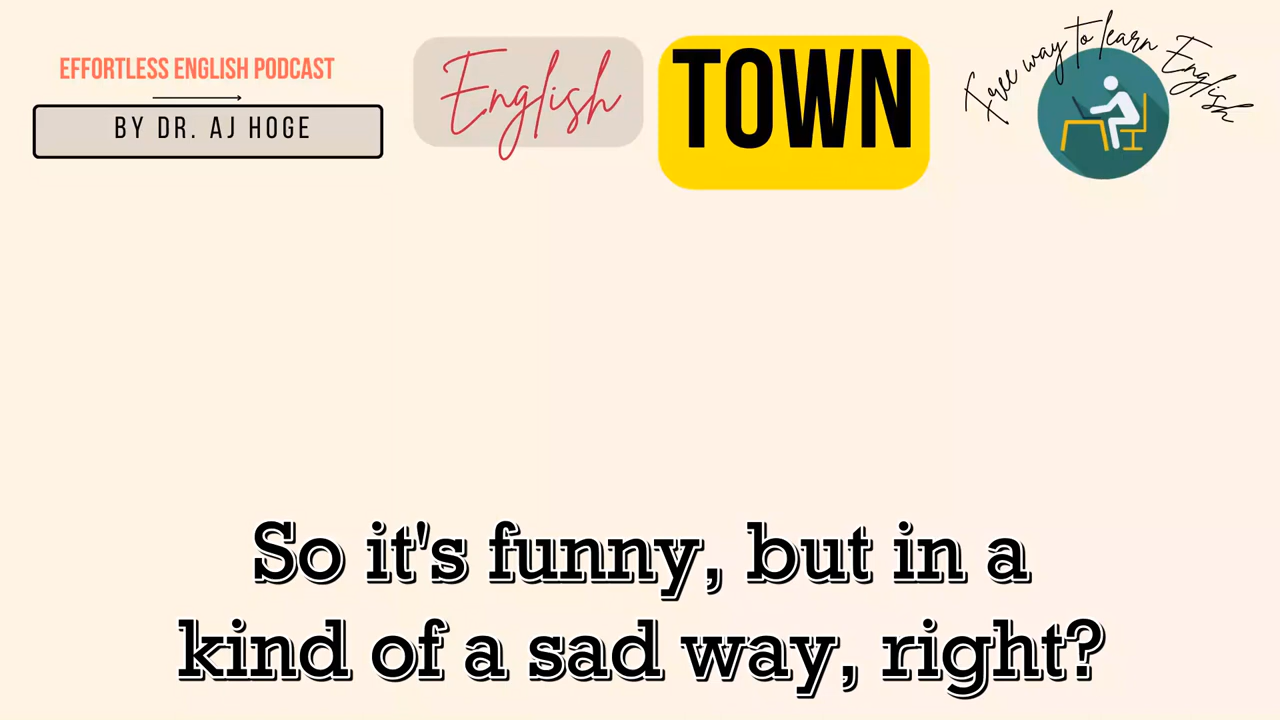 EFFORTLESS ENGLISH PODCAST
BY DR. AJ HOGE
English
TOWN
Free way to learn English
So it's funny, but in a
kind of a sad way, right?